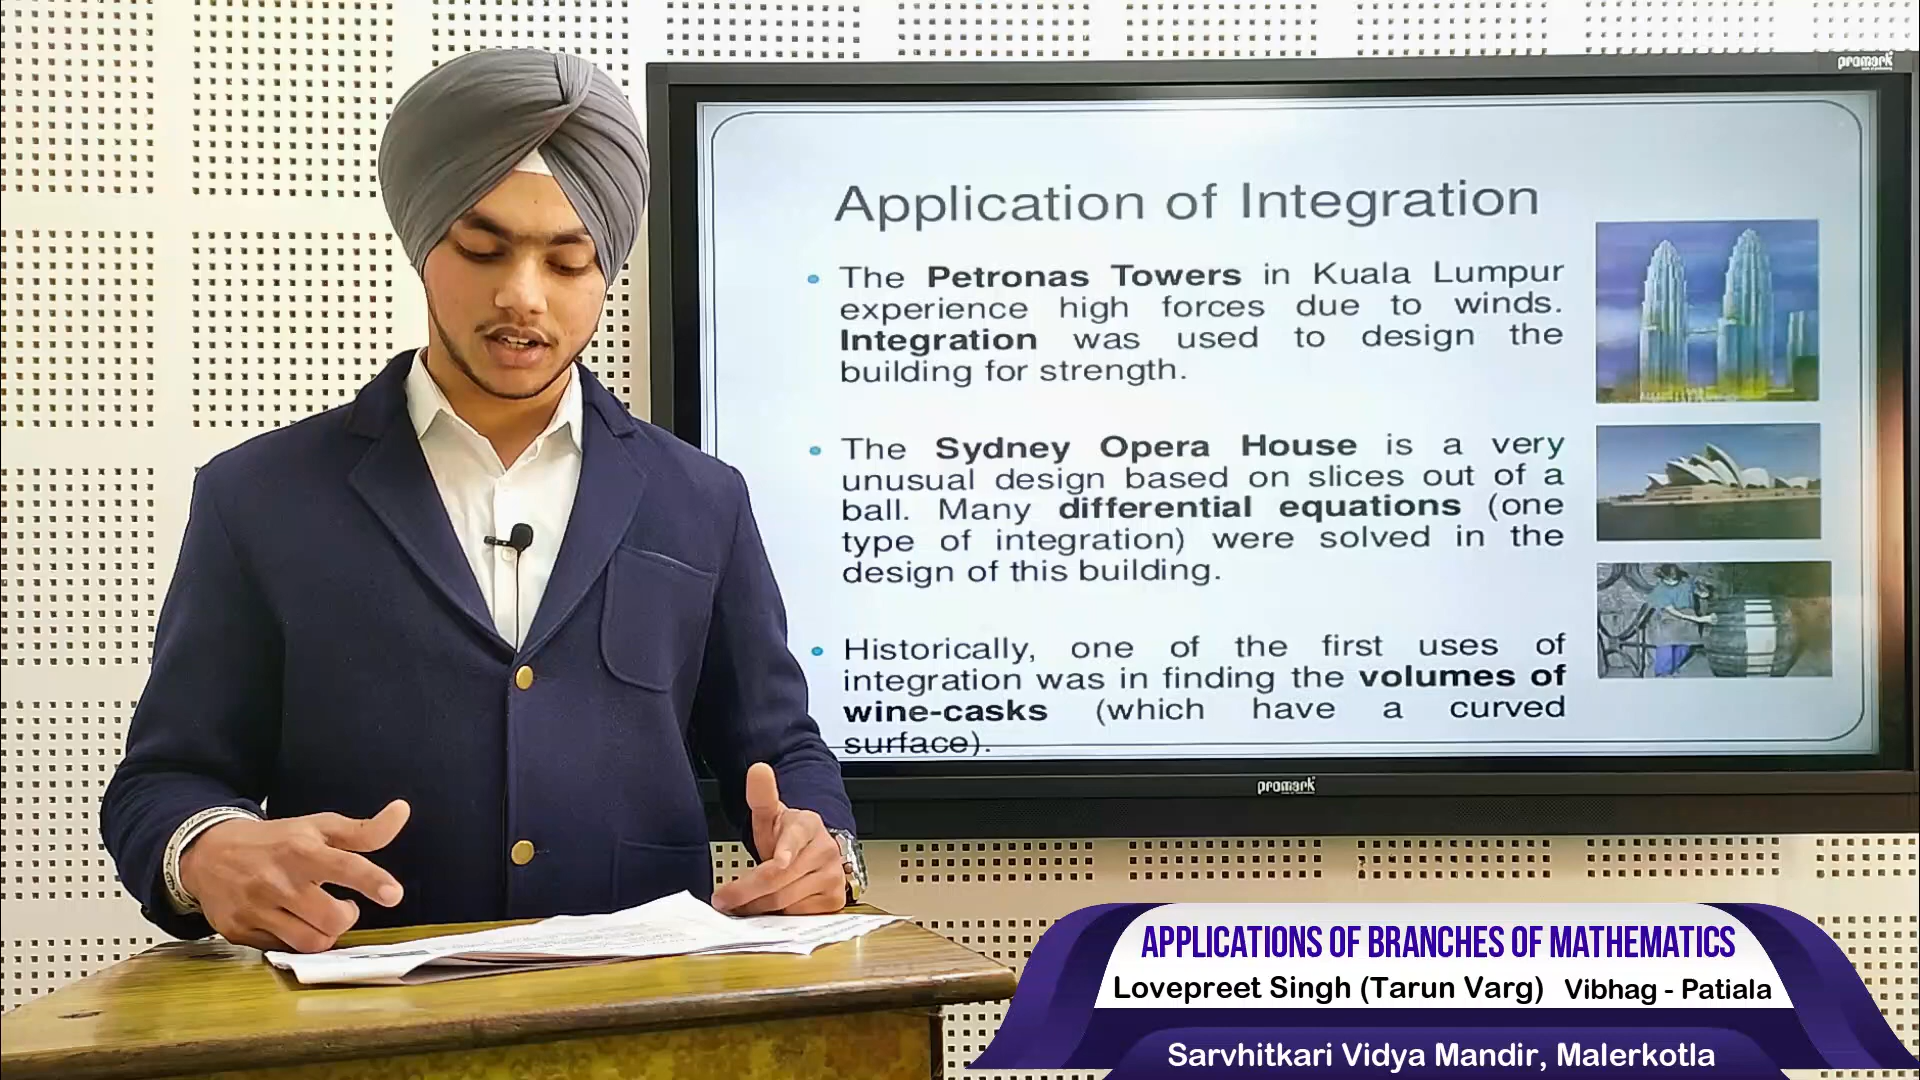 promark
Application of Integration
• The Petronas Towers in Kuala Lumpur
experience high forces due to winds.
Integration was used to design the
building for strength.
• The Sydney Opera House is a very
unusual design based on slices out of a
ball. Many differential equations (one
type of integration) were solved in the
design of this building.
• Historically, one of the first uses of
integration was in finding the volumes of
wine-casks (which have a curved
surface).
promark
APPLICATIONS OF BRANCHES OF MATHEMATICS
Lovepreet Singh (Tarun Varg) Vibhag - Patiala
Sarvhitkari Vidya Mandir, Malerkotla